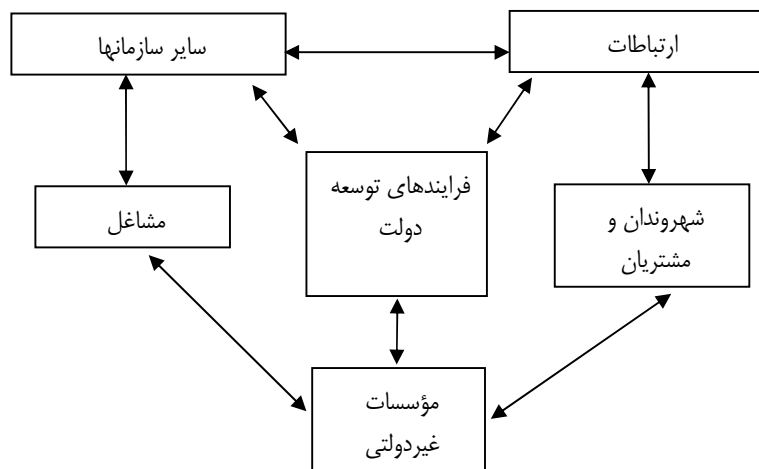 ارتباطات
سایر سازمانها
فرایندهای توسعه
دولت
شهروندان و
مشتریان
مشاغل
مؤسسات
غیردولتی